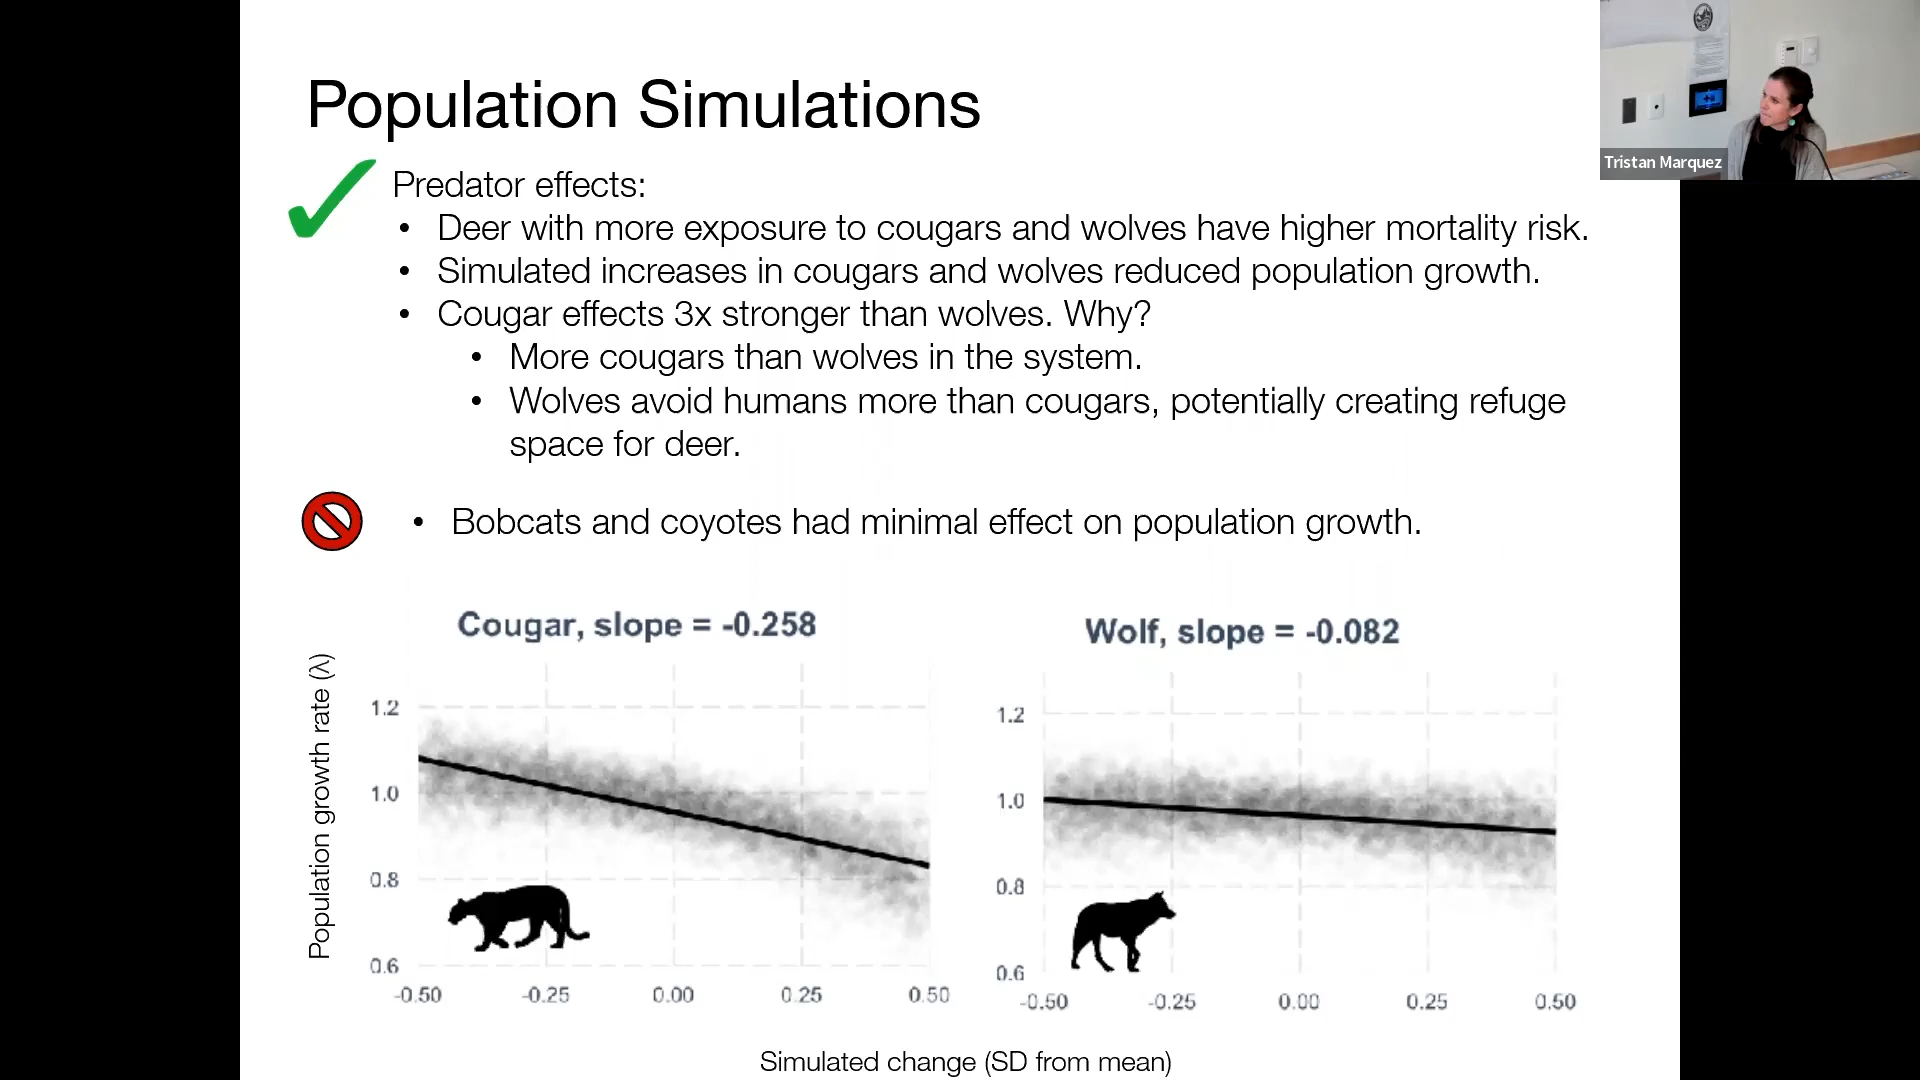 Population Simulations
Tristan Marquez
Predator effects:
• Deer with more exposure to cougars and wolves have higher mortality risk.
• Simulated increases in cougars and wolves reduced population growth.
• Cougar effects 3x stronger than wolves. Why?
• More cougars than wolves in the system.
• Wolves avoid humans more than cougars, potentially creating refuge
space for deer.
• Bobcats and coyotes had minimal effect on population growth.
Cougar, slope = -0.258
Population growth rate (λ)
1.2
1.0
0.8
0.6
-0.50 -0.25 0.00 0.25 0.50
Wolf, slope = -0.082
1.2
1.0
0.8
0.6
-0.50 -0.25 0.00 0.25 0.50
Simulated change (SD from mean)